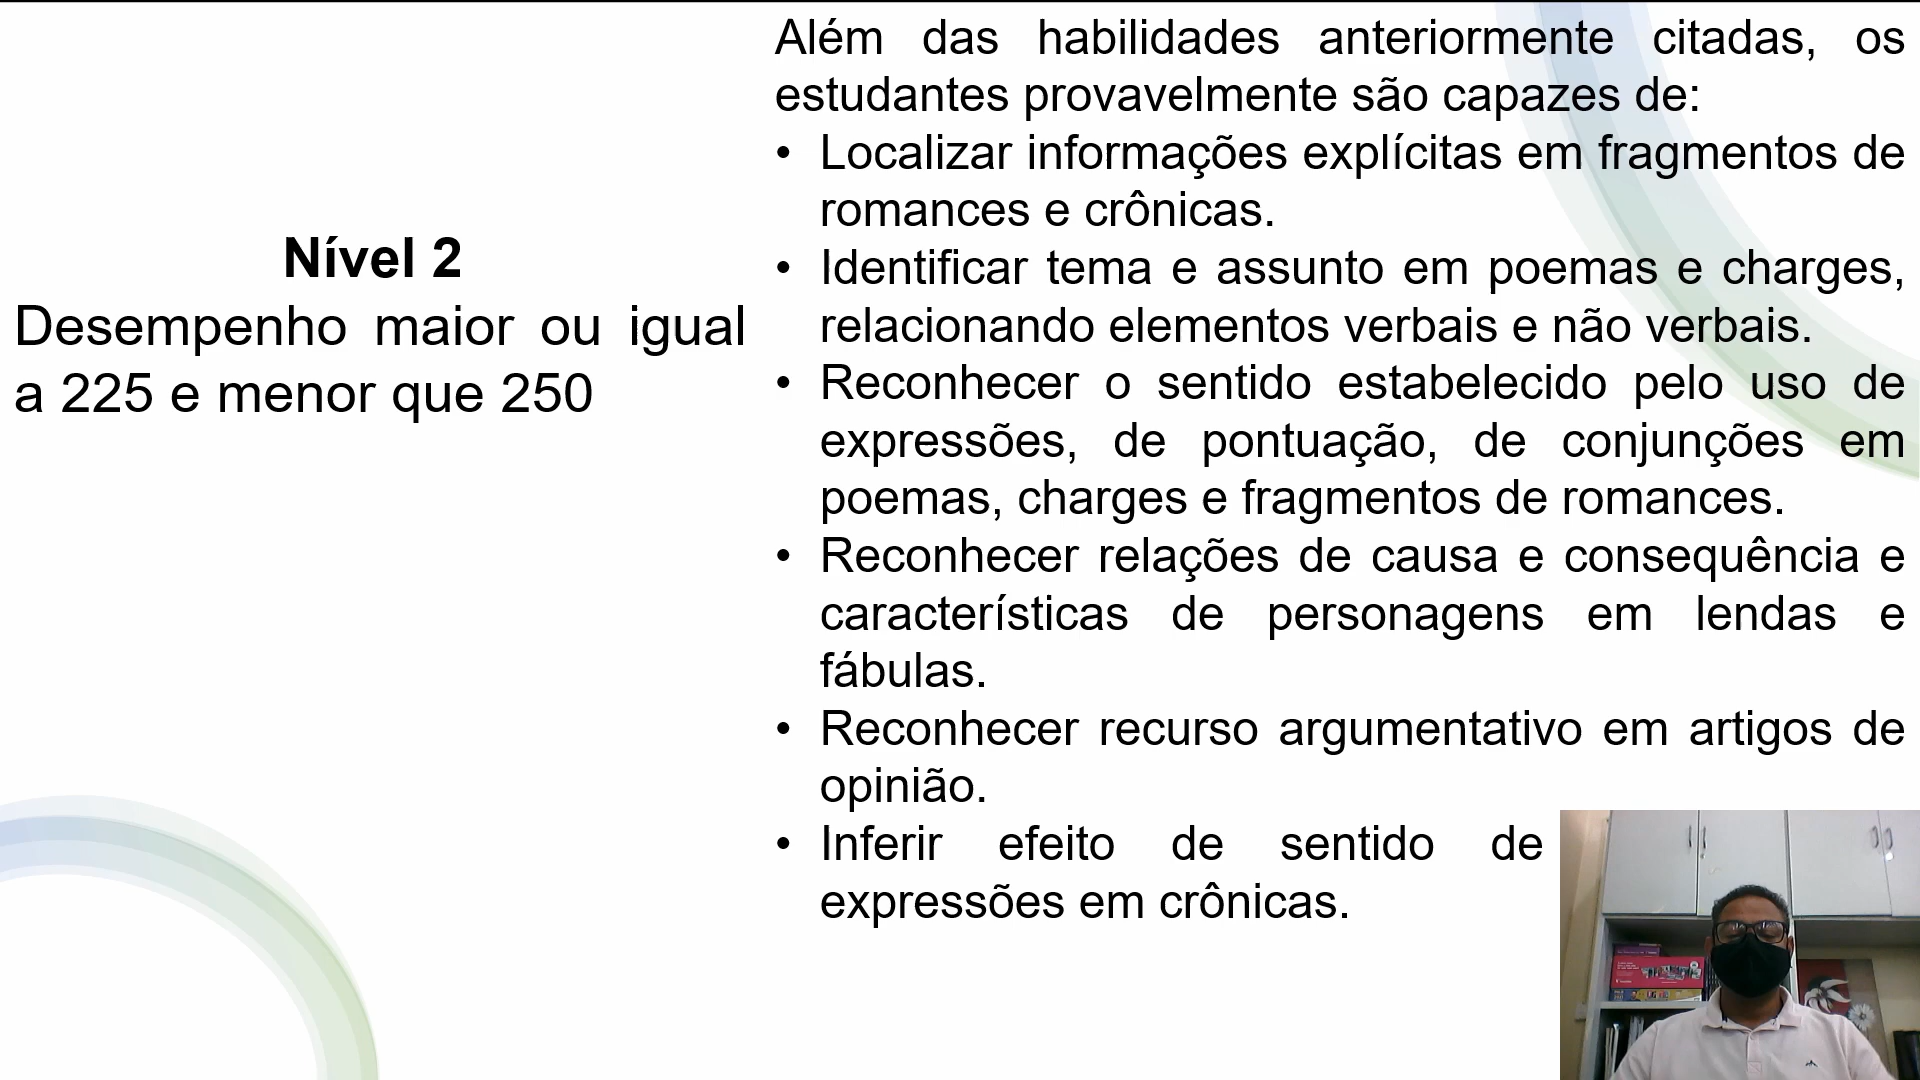 Nível 2
Desempenho maior ou igual
a 225 e menor que 250
Além das habilidades anteriormente citadas, os
estudantes provavelmente são capazes de:
• Localizar informações explícitas em fragmentos de
romances e crônicas.
• Identificar tema e assunto em poemas e charges,
relacionando elementos verbais e não verbais.
• Reconhecer o sentido estabelecido pelo uso de
expressões, de pontuação, de conjunções em
poemas, charges e fragmentos de romances.
• Reconhecer relações de causa e consequência e
características de personagens em lendas e
fábulas.
• Reconhecer recurso argumentativo em artigos de
opinião.
• Inferir efeito de sentido de
expressões em crônicas.